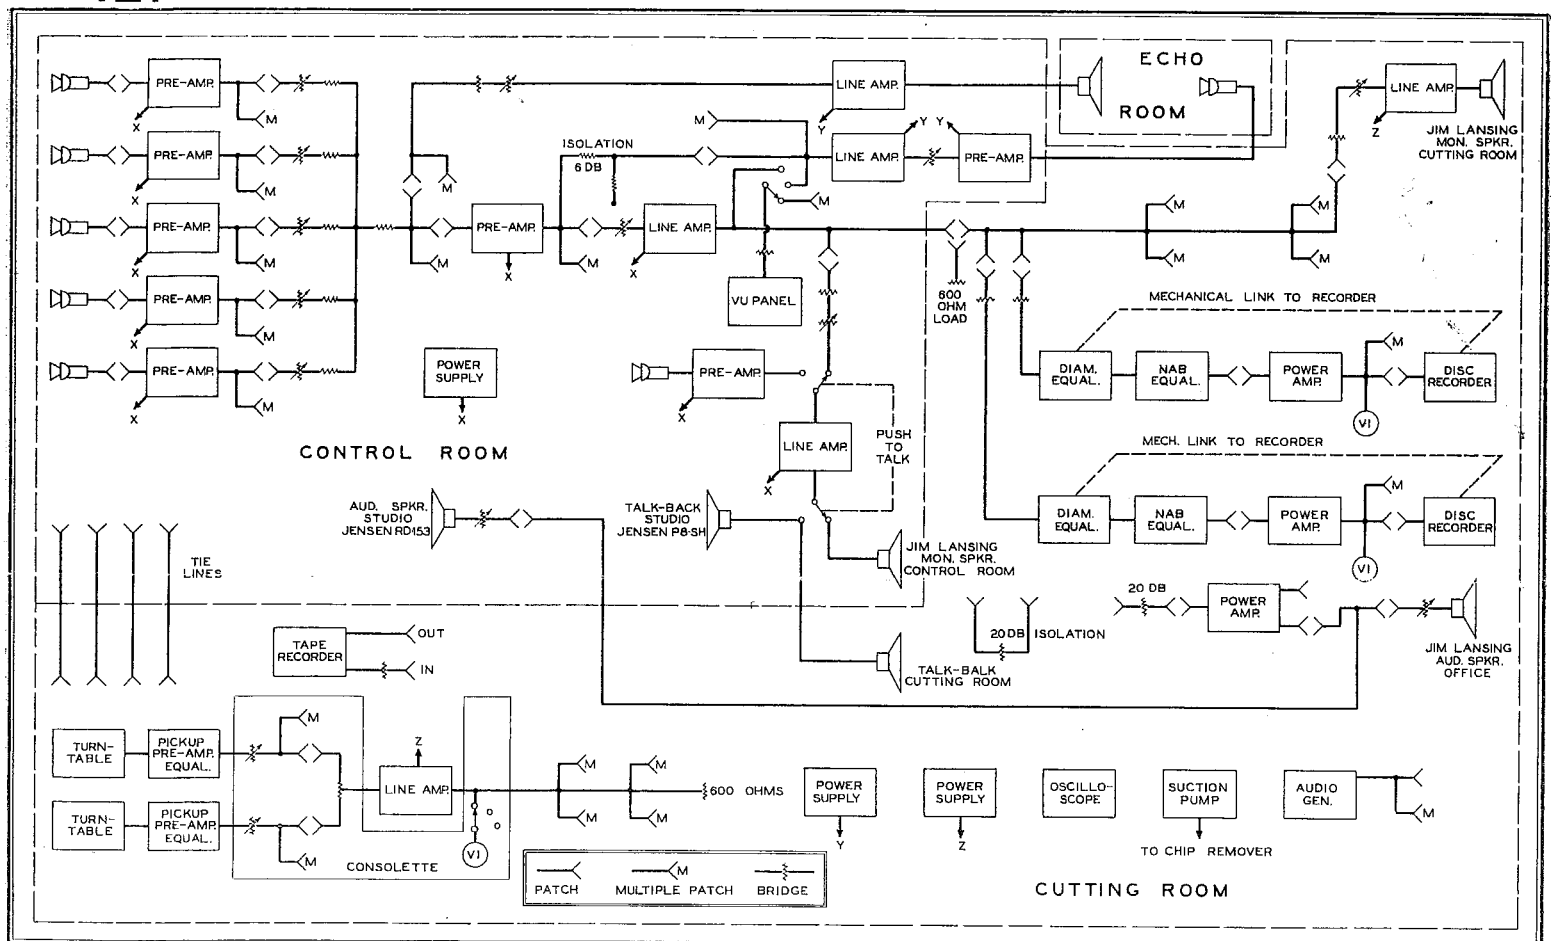 ECHO
ROOM
PRE-AMP.
X
M
PRE-AMP.
X
M
PRE-AMP.
X
M
PRE-AMP.
X
M
PRE-AMP.
X
M
M
M
LINE AMP.
Y
ISOLATION
6 DB
M
LINE AMP.
Y
Y
PRE-AMP.
M
PRE-AMP.
X
M
LINE AMP.
X
VU PANEL
600
OHM
LOAD
M
M
M
M
LINE AMP.
Z
JIM LANSING
MON. SPKR.
CUTTING ROOM
MECHANICAL LINK TO RECORDER
DIAM.
EQUAL.
NAB
EQUAL.
POWER
AMP.
M
VI
DISC
RECORDER
MECH. LINK TO RECORDER
DIAM.
EQUAL.
NAB
EQUAL.
POWER
AMP.
M
VI
DISC
RECORDER
POWER
SUPPLY
X
PRE-AMP.
X
LINE AMP.
X
PUSH
TO
TALK
CONTROL ROOM
AUD. SPKR.
STUDIO
JENSEN RD153
TALK-BACK
STUDIO
JENSEN P8-SH
JIM LANSING
MON. SPKR.
CONTROL ROOM
TALK-BALK
CUTTING ROOM
20DB ISOLATION
20 DB
POWER
AMP.
JIM LANSING
AUD. SPKR.
OFFICE
TIE
LINES
TAPE
RECORDER
OUT
IN
TURN-
TABLE
PICKUP
PRE-AMP.
EQUAL.
M
TURN-
TABLE
PICKUP
PRE-AMP.
EQUAL.
M
Z
LINE AMP.
VI
CONSOLETTE
M
M
M
M
600 OHMS
POWER
SUPPLY
Y
POWER
SUPPLY
Z
OSCILLO-
SCOPE
SUCTION
PUMP
TO CHIP REMOVER
AUDIO
GEN.
M
PATCH
M
MULTIPLE PATCH
BRIDGE
CUTTING ROOM